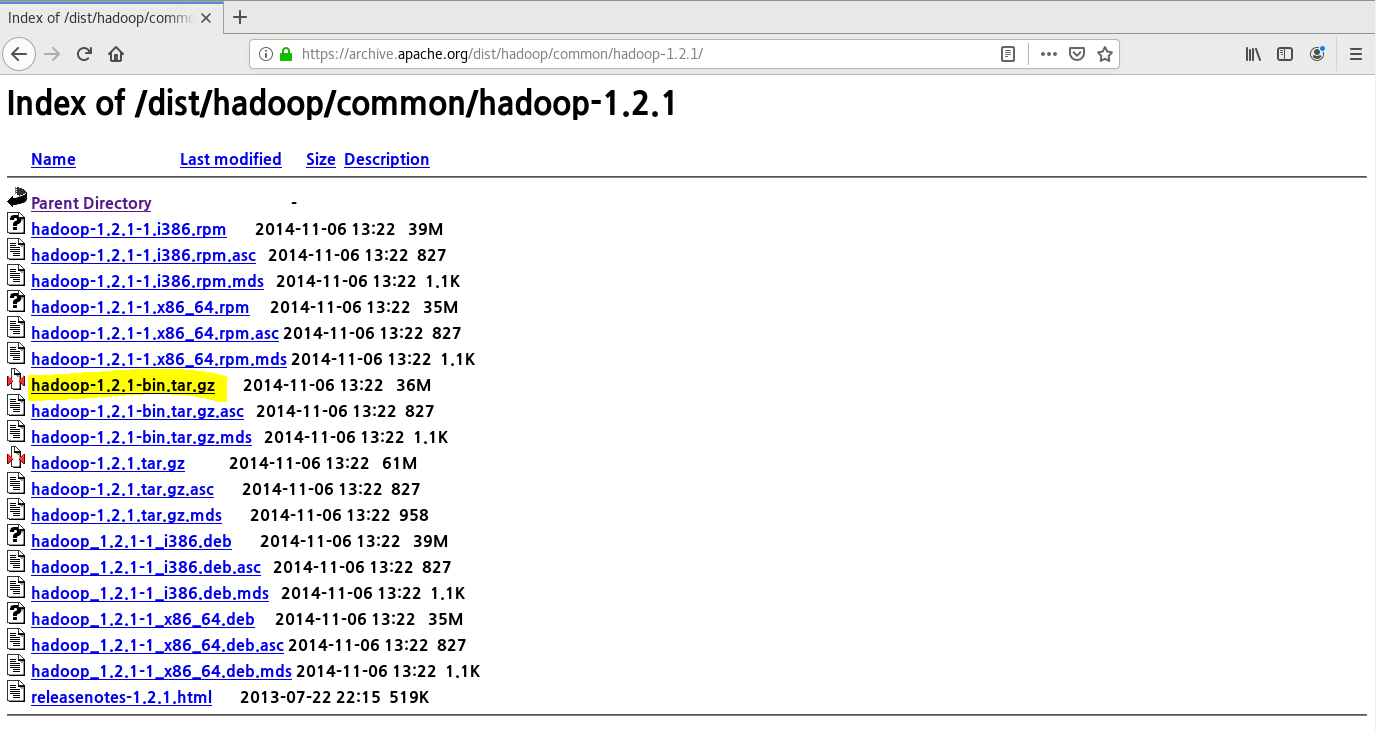 Index of /dist/hadoop/commo
https://archive.apache.org/dist/hadoop/common/hadoop-1.2.1/
Index of /dist/hadoop/common/hadoop-1.2.1
Name Last modified Size Description
Parent Directory -
hadoop-1.2.1-1.i386.rpm 2014-11-06 13:22 39M
hadoop-1.2.1-1.i386.rpm.asc 2014-11-06 13:22 827
hadoop-1.2.1-1.i386.rpm.mds 2014-11-06 13:22 1.1K
hadoop-1.2.1-1.x86_64.rpm 2014-11-06 13:22 35M
hadoop-1.2.1-1.x86_64.rpm.asc 2014-11-06 13:22 827
hadoop-1.2.1-1.x86_64.rpm.mds 2014-11-06 13:22 1.1K
hadoop-1.2.1-bin.tar.gz 2014-11-06 13:22 36M
hadoop-1.2.1-bin.tar.gz.asc 2014-11-06 13:22 827
hadoop-1.2.1-bin.tar.gz.mds 2014-11-06 13:22 1.1K
hadoop-1.2.1.tar.gz 2014-11-06 13:22 61M
hadoop-1.2.1.tar.gz.asc 2014-11-06 13:22 827
hadoop-1.2.1.tar.gz.mds 2014-11-06 13:22 958
hadoop_1.2.1-1_i386.deb 2014-11-06 13:22 39M
hadoop_1.2.1-1_i386.deb.asc 2014-11-06 13:22 827
hadoop_1.2.1-1_i386.deb.mds 2014-11-06 13:22 1.1K
hadoop_1.2.1-1_x86_64.deb 2014-11-06 13:22 35M
hadoop_1.2.1-1_x86_64.deb.asc 2014-11-06 13:22 827
hadoop_1.2.1-1_x86_64.deb.mds 2014-11-06 13:22 1.1K
releasenotes-1.2.1.html 2013-07-22 22:15 519K